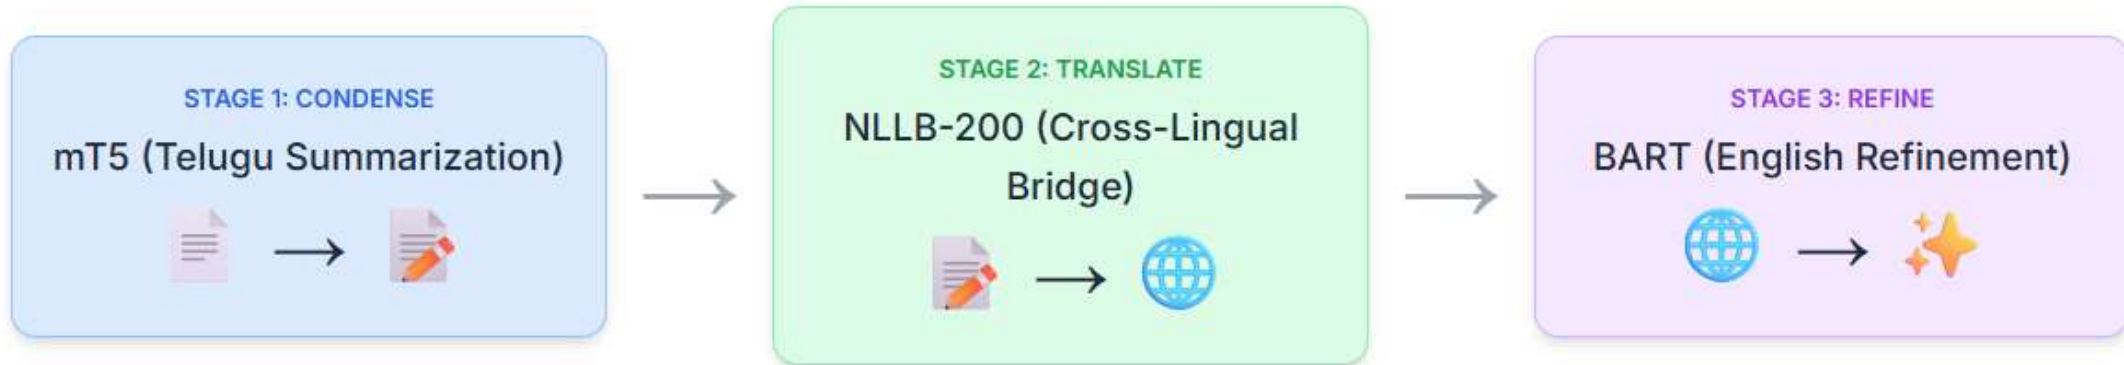 STAGE 1: CONDENSE
mT5 (Telugu Summarization)
STAGE 2: TRANSLATE
NLLB-200 (Cross-Lingual
Bridge)
STAGE 3: REFINE
BART (English Refinement)